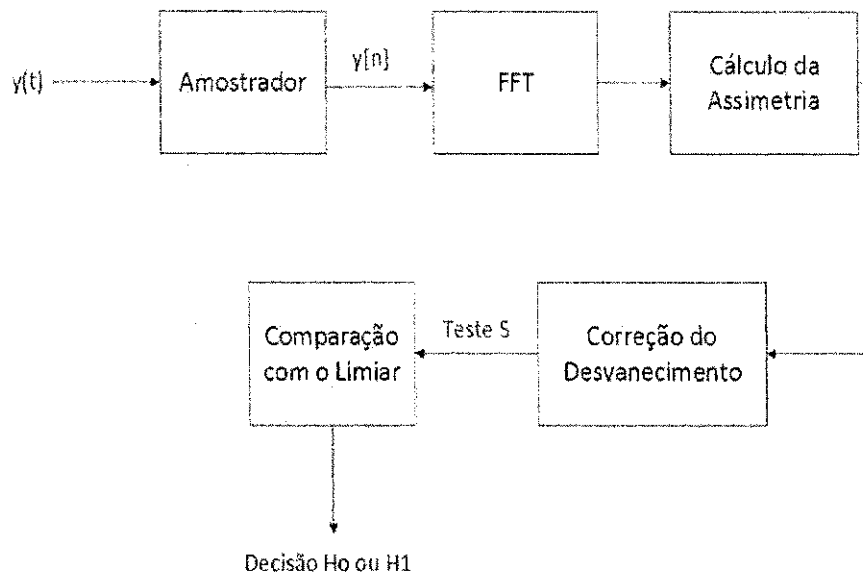 y(t)
Amostrador
y[n]
FFT
Cálculo da
Assimetria
Correção do
Desvanecimento
Teste S
Comparação
com o Limiar
Decisão Ho ou H1